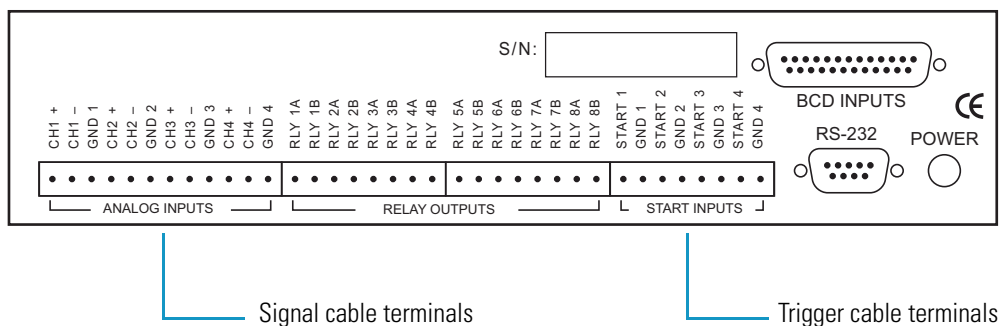 S/N:
BCD INPUTS
CE
RS-232
POWER
CH1 +
CH1 –
GND 1
CH2 +
CH2 –
GND 2
CH3 +
CH3 –
GND 3
CH4 +
CH4 –
GND 4
RLY 1A
RLY 1B
RLY 2A
RLY 2B
RLY 3A
RLY 3B
RLY 4A
RLY 4B
RLY 5A
RLY 5B
RLY 6A
RLY 6B
RLY 7A
RLY 7B
RLY 8A
RLY 8B
START 1
GND 1
START 2
GND 2
START 3
GND 3
START 4
GND 4
ANALOG INPUTS
RELAY OUTPUTS
START INPUTS
Signal cable terminals
Trigger cable terminals